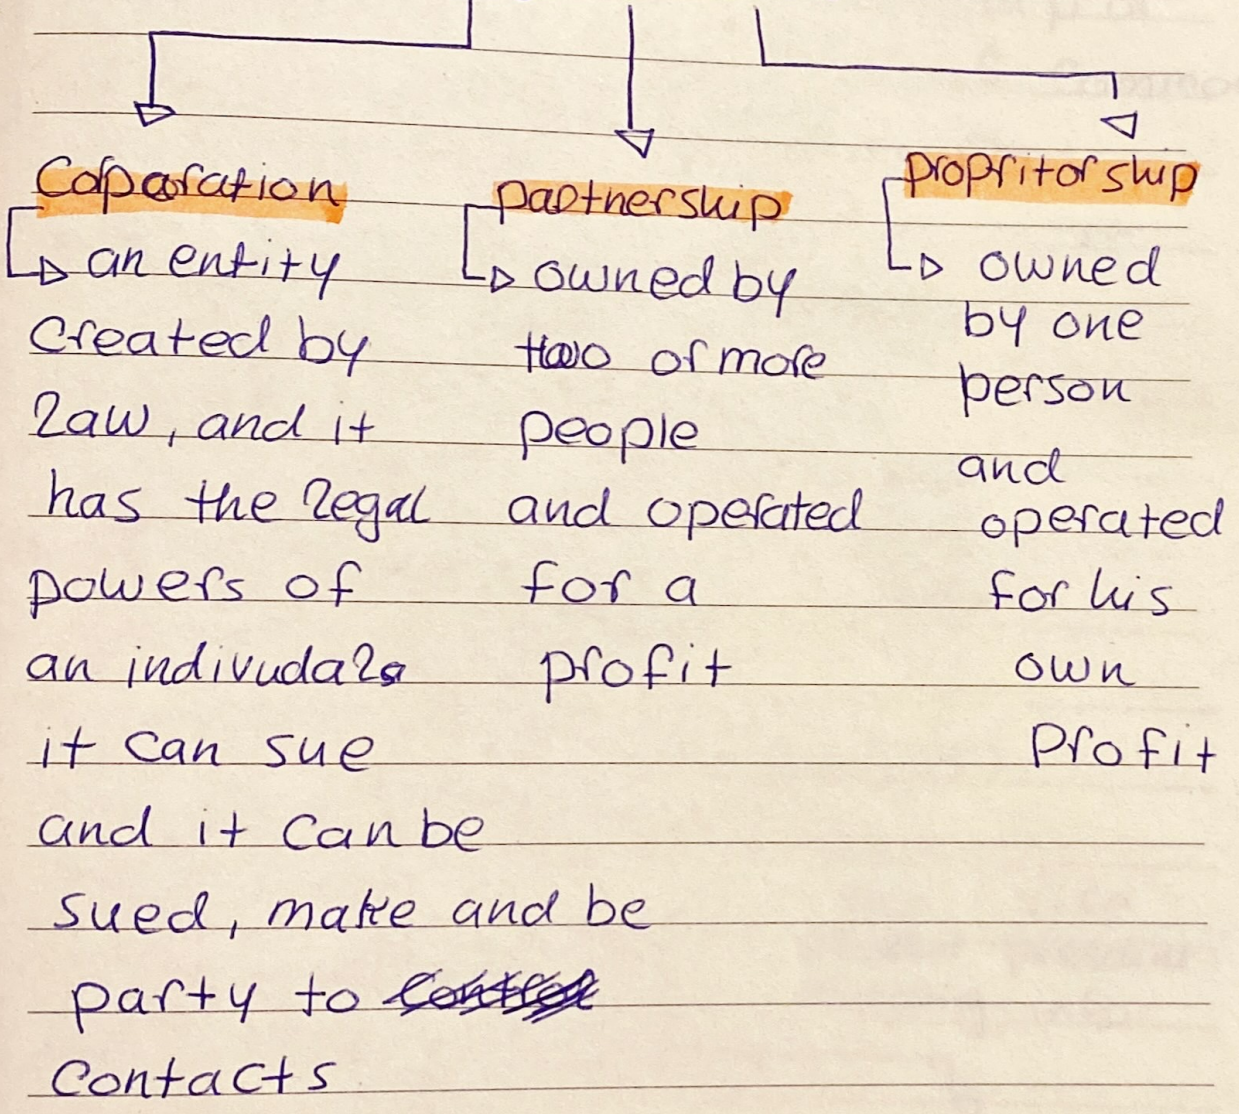 Coparation
an entity
created by
law, and it
has the legal
powers of
an indivudals
it can sue
and it can be
sued, make and be
party to
contacts
partnership
owned by
two or more
people
and operated
for a
profit
propritorship
owned
by one
person
and
operated
for his
own
profit